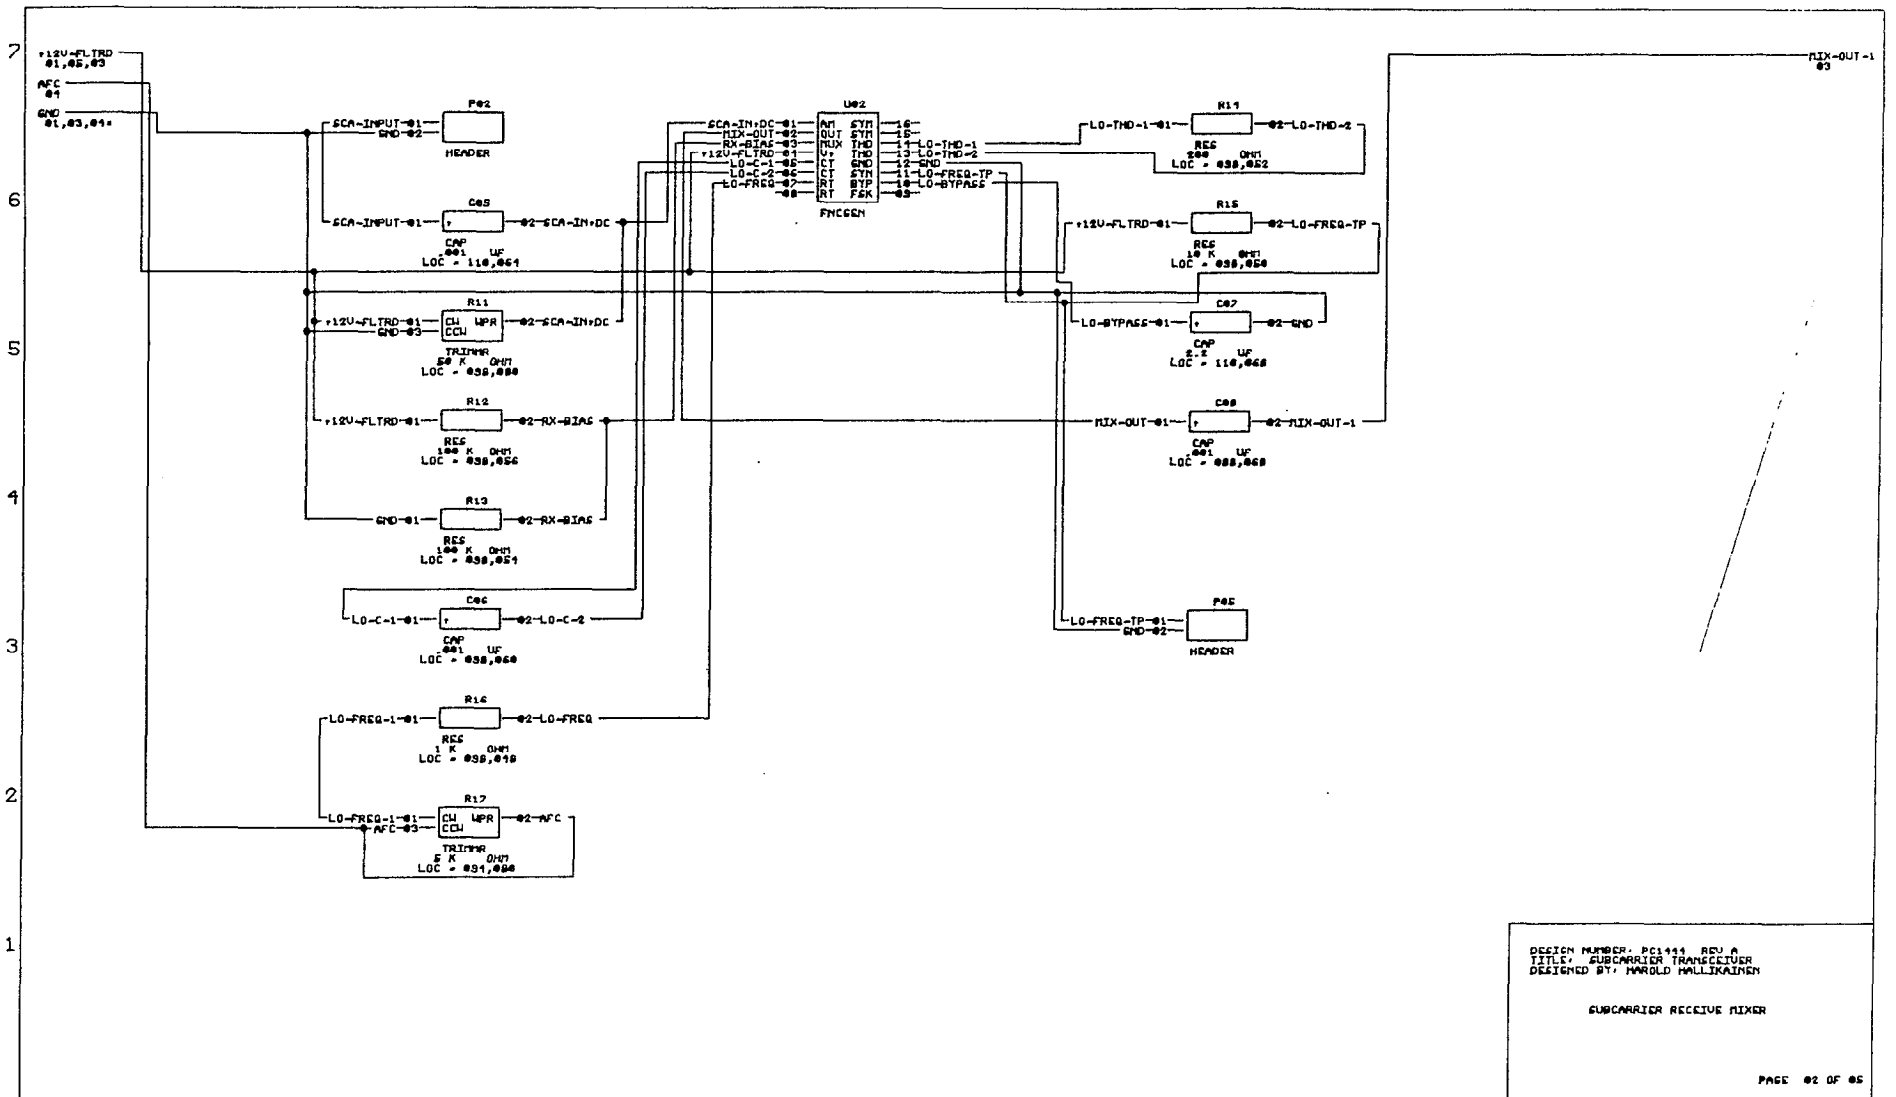 7
+12V-FLTRD
01,05,03
AFC
04
GND
01,03,04
MIX-OUT-1
03
P02
SCA-INPUT 01
GND 02
HEADER
U02
SCA-IN+DC 01 AM SYM 16
MIX-OUT 02 OUT SYM 15
RX-BIAS 03 MUX THD 14 LO-THD-1
+12V-FLTRD 04 V+ THD 13 LO-THD-2
LO-C-1 05 CT GND 12 GND
LO-C-2 06 CT SYN 11 LO-FREQ-TP
LO-FREQ 07 RT BYP 10 LO-BYPASS
08 RT FSK 09
FNCGEN
R14
LO-THD-1 01 02 LO-THD-2
RES
200 OHM
LOC = 098,052
6
C05
SCA-INPUT 01 + 02 SCA-IN+DC
CAP
.001 UF
LOC = 110,064
R15
+12V-FLTRD 01 02 LO-FREQ-TP
RES
10 K OHM
LOC = 098,050
5
R11
+12V-FLTRD 01 CW WPR 02 SCA-IN+DC
GND 03 CCW
TRIMMR
50 K OHM
LOC = 098,080
C07
LO-BYPASS 01 + 02 GND
CAP
2.2 UF
LOC = 110,068
R12
+12V-FLTRD 01 02 RX-BIAS
RES
100 K OHM
LOC = 098,056
C08
MIX-OUT 01 + 02 MIX-OUT-1
CAP
.001 UF
LOC = 088,068
4
R13
GND 01 02 RX-BIAS
RES
100 K OHM
LOC = 098,054
3
C06
LO-C-1 01 + 02 LO-C-2
CAP
.001 UF
LOC = 098,060
P05
LO-FREQ-TP 01
GND 02
HEADER
R16
LO-FREQ-1 01 02 LO-FREQ
RES
1 K OHM
LOC = 098,048
2
R17
LO-FREQ-1 01 CW WPR 02 AFC
AFC 03 CCW
TRIMMR
5 K OHM
LOC = 094,080
1
DESIGN NUMBER: PC1444 REV A
TITLE: SUBCARRIER TRANSCEIVER
DESIGNED BY: HAROLD HALLIKAINEN
SUBCARRIER RECEIVE MIXER
PAGE 02 OF 05